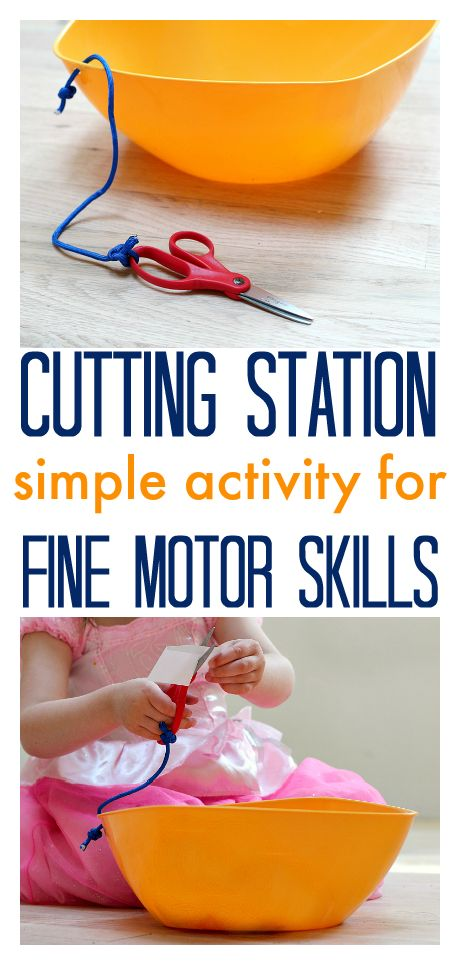 CUTTING STATION
simple activity for
FINE MOTOR SKILLS